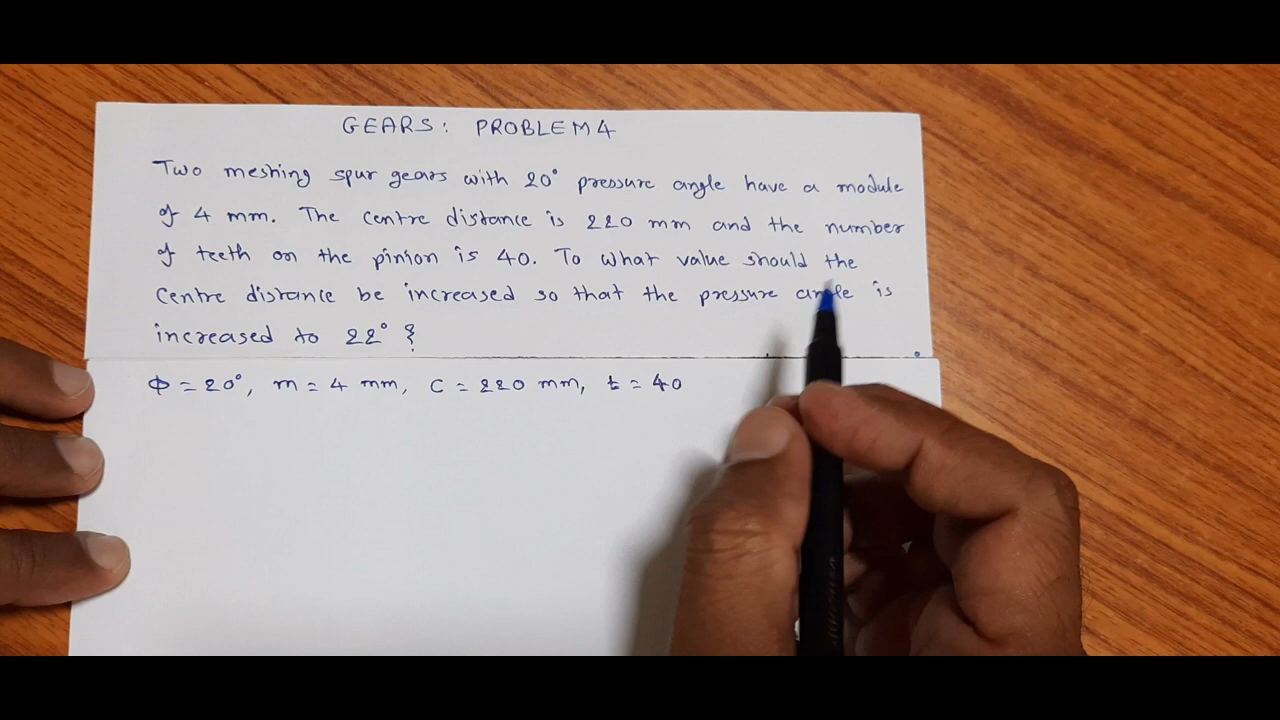 GEARS: PROBLEM 4
Two meshing spur gears with 20° pressure angle have a module
of 4 mm. The centre distance is 220 mm and the number
of teeth on the pinion is 40. To what value should the
centre distance be increased so that the pressure angle is
increased to 22° ?
Φ = 20°, m = 4 mm, C = 220 mm, t = 40